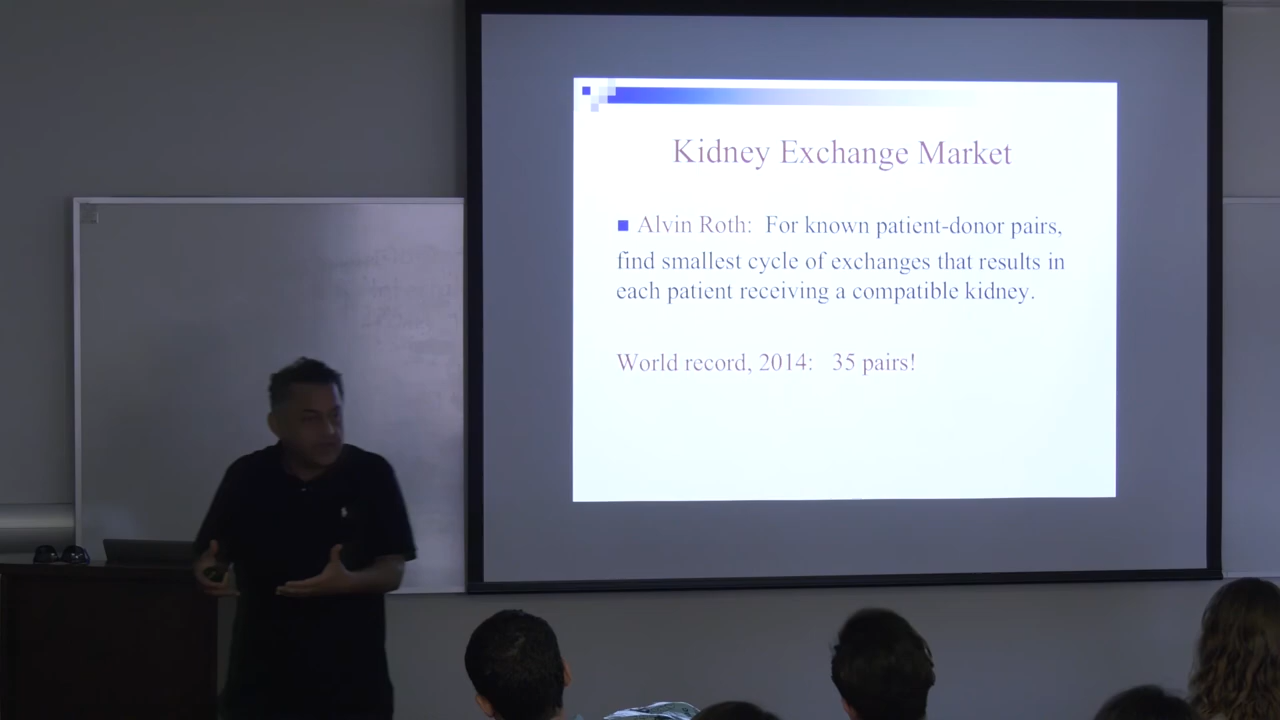 Kidney Exchange Market
Alvin Roth: For known patient-donor pairs,
find smallest cycle of exchanges that results in
each patient receiving a compatible kidney.
World record, 2014: 35 pairs!